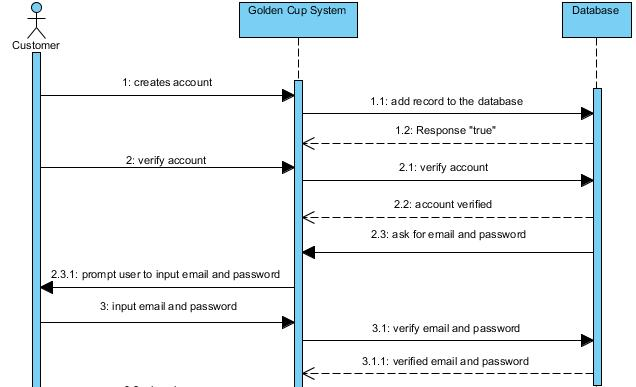 Golden Cup System
Database
Customer
1: creates account
1.1: add record to the database
1.2: Response "true"
2: verify account
2.1: verify account
2.2: account verified
2.3: ask for email and password
2.3.1: prompt user to input email and password
3: input email and password
3.1: verify email and password
3.1.1: verified email and password